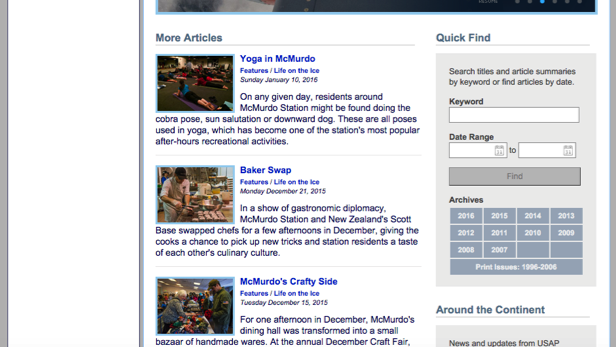 More Articles
Yoga in McMurdo
Features / Life on the Ice
Sunday January 10, 2016
On any given day, residents around
McMurdo Station might be found doing the
cobra pose, sun salutation or downward dog. These are all poses
used in yoga, which has become one of the station's most popular
after-hours recreational activities.
Baker Swap
Features / Life on the Ice
Monday December 21, 2015
In a show of gastronomic diplomacy,
McMurdo Station and New Zealand's Scott
Base swapped chefs for a few afternoons in December, giving the
cooks a chance to pick up new tricks and station residents a taste
of each other's culinary culture.
McMurdo's Crafty Side
Features / Life on the Ice
Tuesday December 15, 2015
For one afternoon in December, McMurdo's
dining hall was transformed into a small
bazaar of handmade wares. At the annual December Craft Fair,
Quick Find
Search titles and article summaries
by keyword or find articles by date.
Keyword
Date Range
to
Find
Archives
2016 2015 2014 2013
2012 2011 2010 2009
2008 2007
Print Issues: 1996-2006
Around the Continent
News and updates from USAP